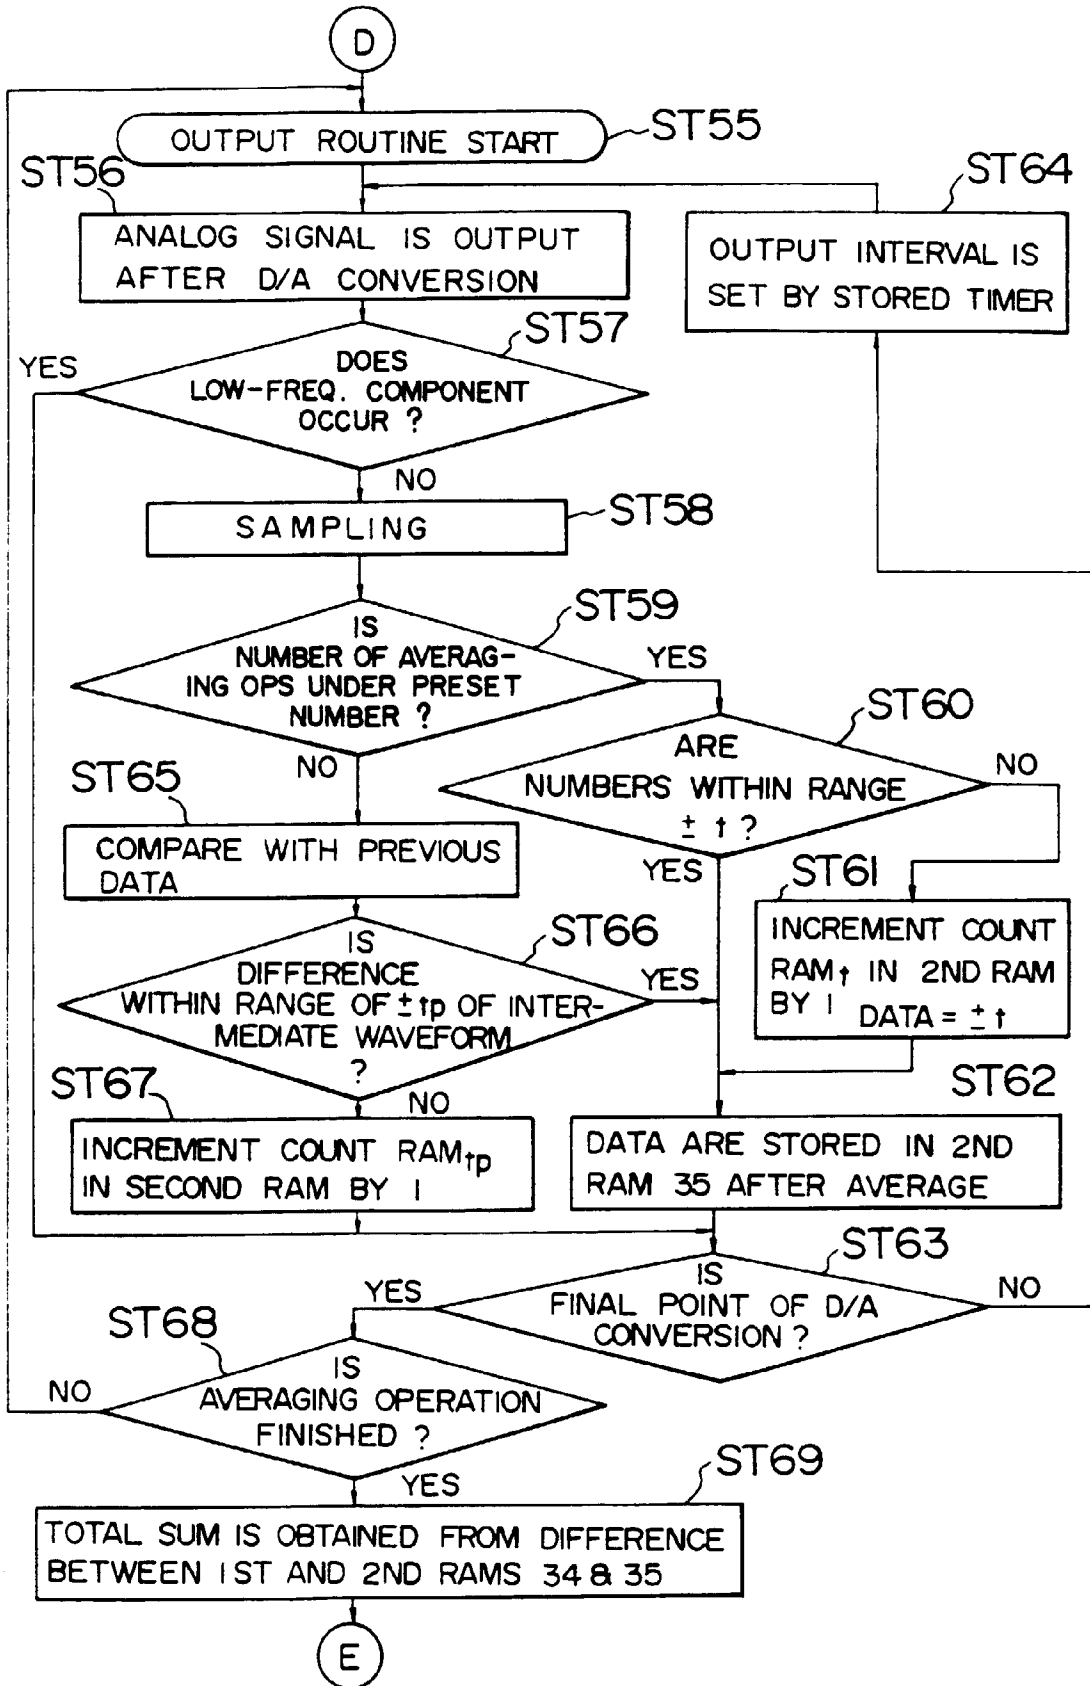 D
OUTPUT ROUTINE START
ST55
ST56
ANALOG SIGNAL IS OUTPUT
AFTER D/A CONVERSION
ST64
OUTPUT INTERVAL IS
SET BY STORED TIMER
ST57
YES
DOES
LOW-FREQ. COMPONENT
OCCUR ?
NO
SAMPLING
ST58
ST59
IS
NUMBER OF AVERAG-
ING OPS UNDER PRESET
NUMBER ?
YES
NO
ST60
ARE
NUMBERS WITHIN RANGE
± t ?
NO
YES
ST65
COMPARE WITH PREVIOUS
DATA
ST61
INCREMENT COUNT
RAMt IN 2ND RAM
BY 1 DATA = ± t
ST66
IS
DIFFERENCE
WITHIN RANGE OF ± tp OF INTER-
MEDIATE WAVEFORM
?
YES
NO
ST67
INCREMENT COUNT RAMtp
IN SECOND RAM BY 1
ST62
DATA ARE STORED IN 2ND
RAM 35 AFTER AVERAGE
ST63
IS
FINAL POINT OF D/A
CONVERSION ?
YES
NO
ST68
IS
AVERAGING OPERATION
FINISHED ?
NO
YES
ST69
TOTAL SUM IS OBTAINED FROM DIFFERENCE
BETWEEN 1ST AND 2ND RAMS 34 & 35
E